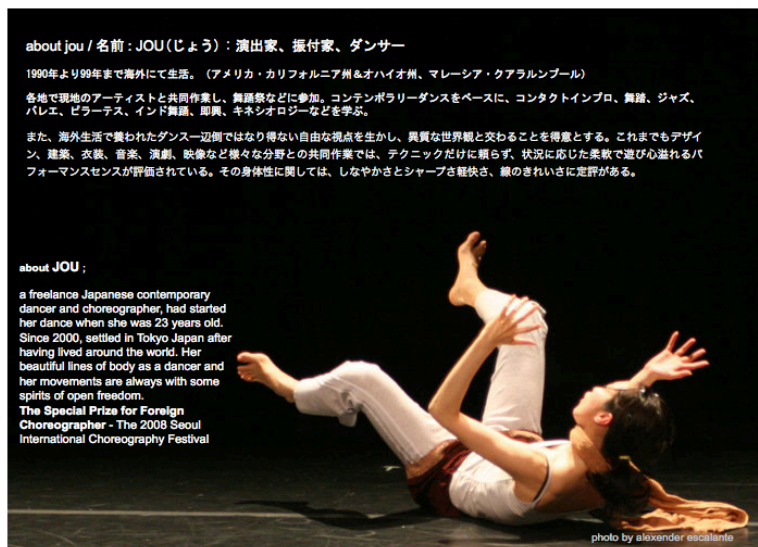 about jou / 名前 : JOU(じょう) : 演出家、振付家、ダンサー
1990年より99年まで海外にて生活。（アメリカ・カリフォルニア州＆オハイオ州、マレーシア・クアラルンプール）
各地で現地のアーティストと共同作業し、舞踊祭などに参加。コンテンポラリーダンスをベースに、コンタクトインプロ、舞踏、ジャズ、
バレエ、ピラーテス、インド舞踊、即興、キネシオロジーなどを学ぶ。
また、海外生活で養われたダンス一辺倒ではなり得ない自由な視点を生かし、異質な世界観と交わることを得意とする。これまでもデザイ
ン、建築、衣装、音楽、演劇、映像など様々な分野との共同作業では、テクニックだけに頼らず、状況に応じた柔軟で遊び心溢れるパ
フォーマンスセンスが評価されている。その身体性に関しては、しなやかさとシャープさ軽快さ、線のきれいさに定評がある。
about JOU ;
a freelance Japanese contemporary
dancer and choreographer, had started
her dance when she was 23 years old.
Since 2000, settled in Tokyo Japan after
having lived around the world. Her
beautiful lines of body as a dancer and
her movements are always with some
spirits of open freedom.
The Special Prize for Foreign
Choreographer - The 2008 Seoul
International Choreography Festival
photo by alexender escalante